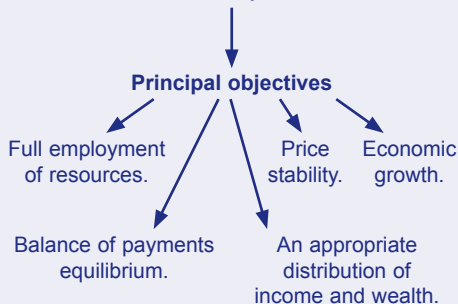 Principal objectives
Full employment
of resources.
Price
stability.
Economic
growth.
Balance of payments
equilibrium.
An appropriate
distribution of
income and wealth.